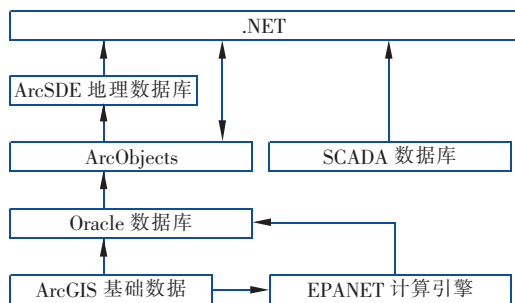 .NET
ArcSDE 地理数据库
ArcObjects
SCADA 数据库
Oracle 数据库
ArcGIS 基础数据
EPANET 计算引擎